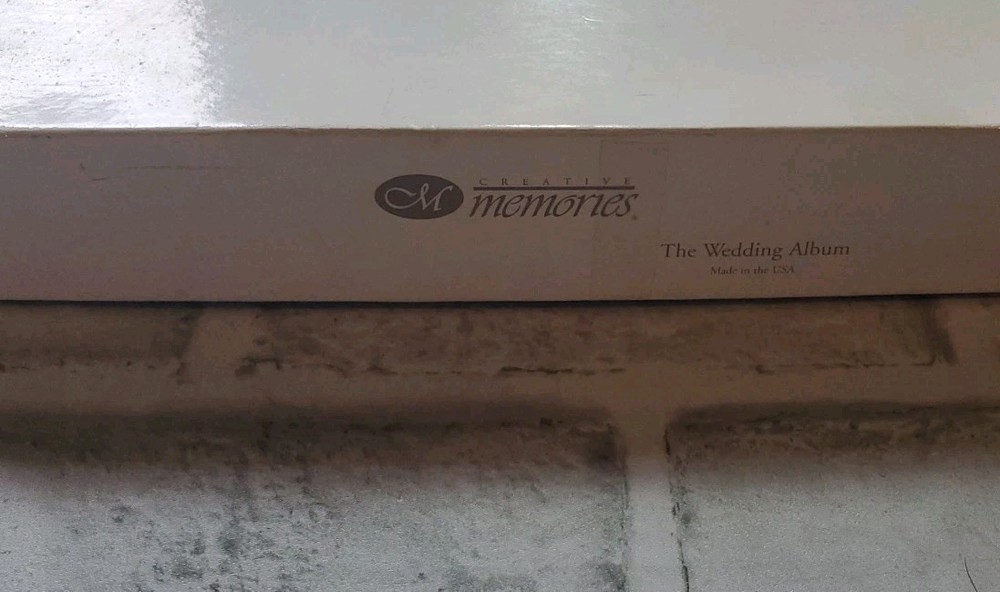 M
CREATIVE
memories
The Wedding Album
Made in the USA